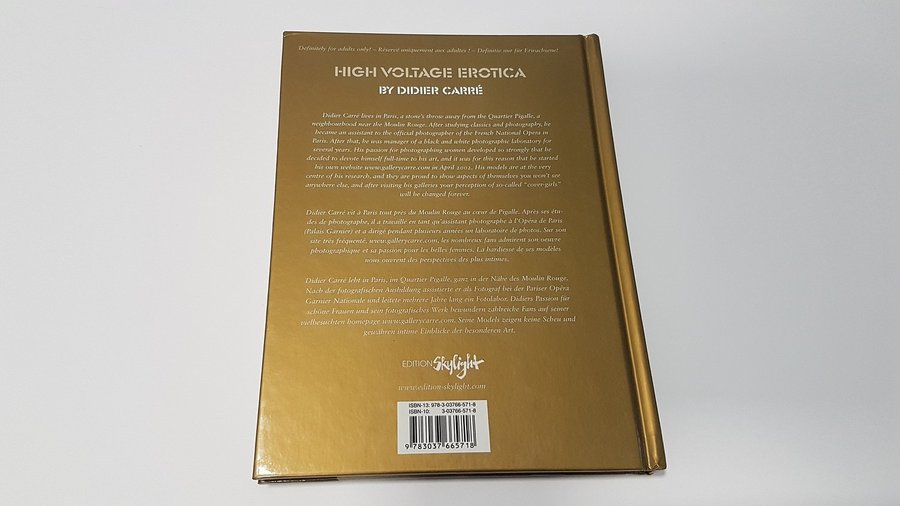 Definitely for adults only! – Réservé uniquement aux adultes ! – Definitiv nur für Erwachsene!
HIGH VOLTAGE EROTICA
BY DIDIER CARRÉ
Didier Carré lives in Paris, a stone's throw away from the Quartier Pigalle, a
neighbourhood near the Moulin Rouge. After studying classics and photography, he
became an assistant to the official photographer of the French National Opera in
Paris. After that, he was manager of a black and white photographic laboratory for
several years. His passion for photographing women developed so strongly that he
decided to devote himself full-time to his art, and it was for this reason that he started
his own website www.gallerycarre.com in April 2002. His models are at the very
centre of his research, and they are proud to show aspects of themselves you won't see
anywhere else, and after visiting his galleries your perception of so-called "cover-girls"
will be changed forever.
Didier Carré vit à Paris tout près du Moulin Rouge au cœur de Pigalle. Après ses étu-
des de photographe, il a travaillé en tant qu'assistant photographe à l'Opéra de Paris
(Palais Garnier) et a dirigé pendant plusieurs années un laboratoire de photos. Sur son
site très fréquenté, www.gallerycarre.com, les nombreux fans admirent son oeuvre
photographique et sa passion pour les belles femmes. La hardiesse de ses modèles
nous ouvrent des perspectives des plus intimes.
Didier Carré lebt in Paris, im Quartier Pigalle, ganz in der Nähe des Moulin Rouge.
Nach der fotografischen Ausbildung assistierte er als Fotograf bei der Pariser Opéra
Garnier Nationale und leitete mehrere Jahre lang ein Fotolabor. Didiers Passion für
schöne Frauen und sein fotografisches Werk bewundern zahlreiche Fans auf seiner
vielbesuchten homepage www.gallerycarre.com. Seine Models zeigen keine Scheu und
gewähren intime Einblicke der besonderen Art.
EDITION Skylight
www.edition-skylight.com
ISBN-13: 978-3-03766-571-8
ISBN-10: 3-03766-571-8
9 783037 665718